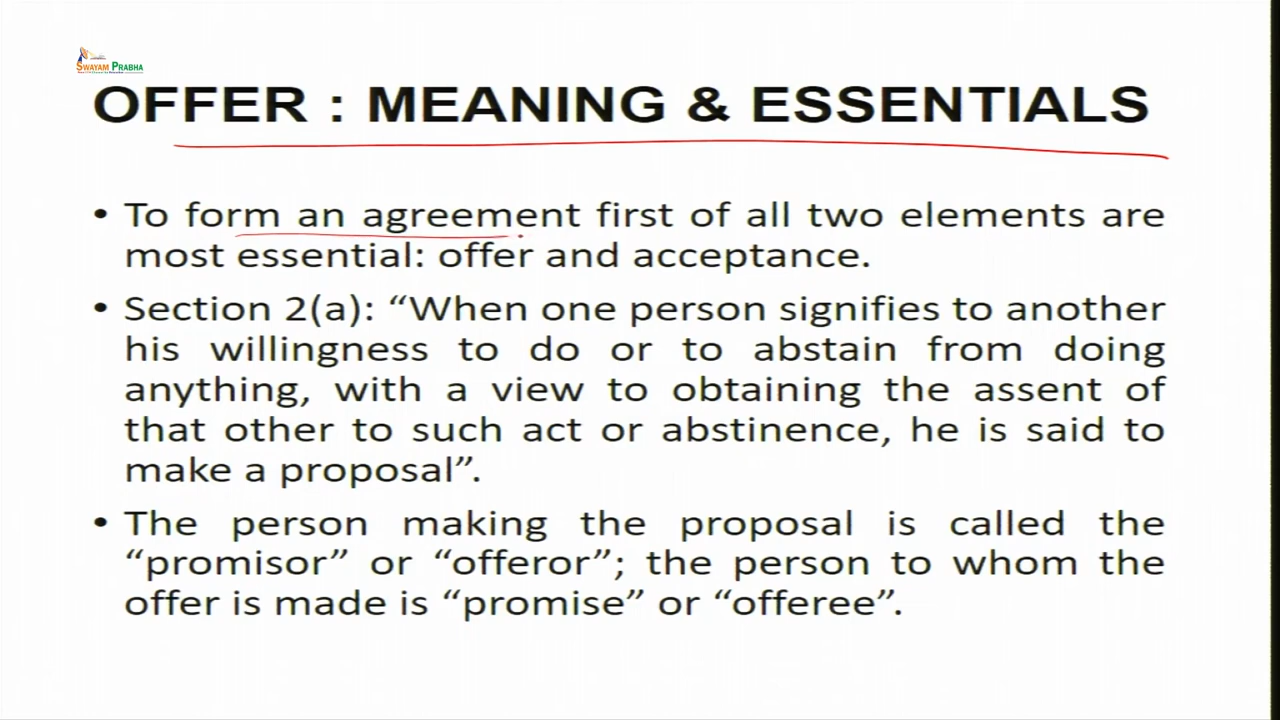 SWAYAM PRABHA
OFFER : MEANING & ESSENTIALS
• To form an agreement first of all two elements are
most essential: offer and acceptance.
• Section 2(a): “When one person signifies to another
his willingness to do or to abstain from doing
anything, with a view to obtaining the assent of
that other to such act or abstinence, he is said to
make a proposal”.
• The person making the proposal is called the
“promisor” or “offeror”; the person to whom the
offer is made is “promise” or “offeree”.